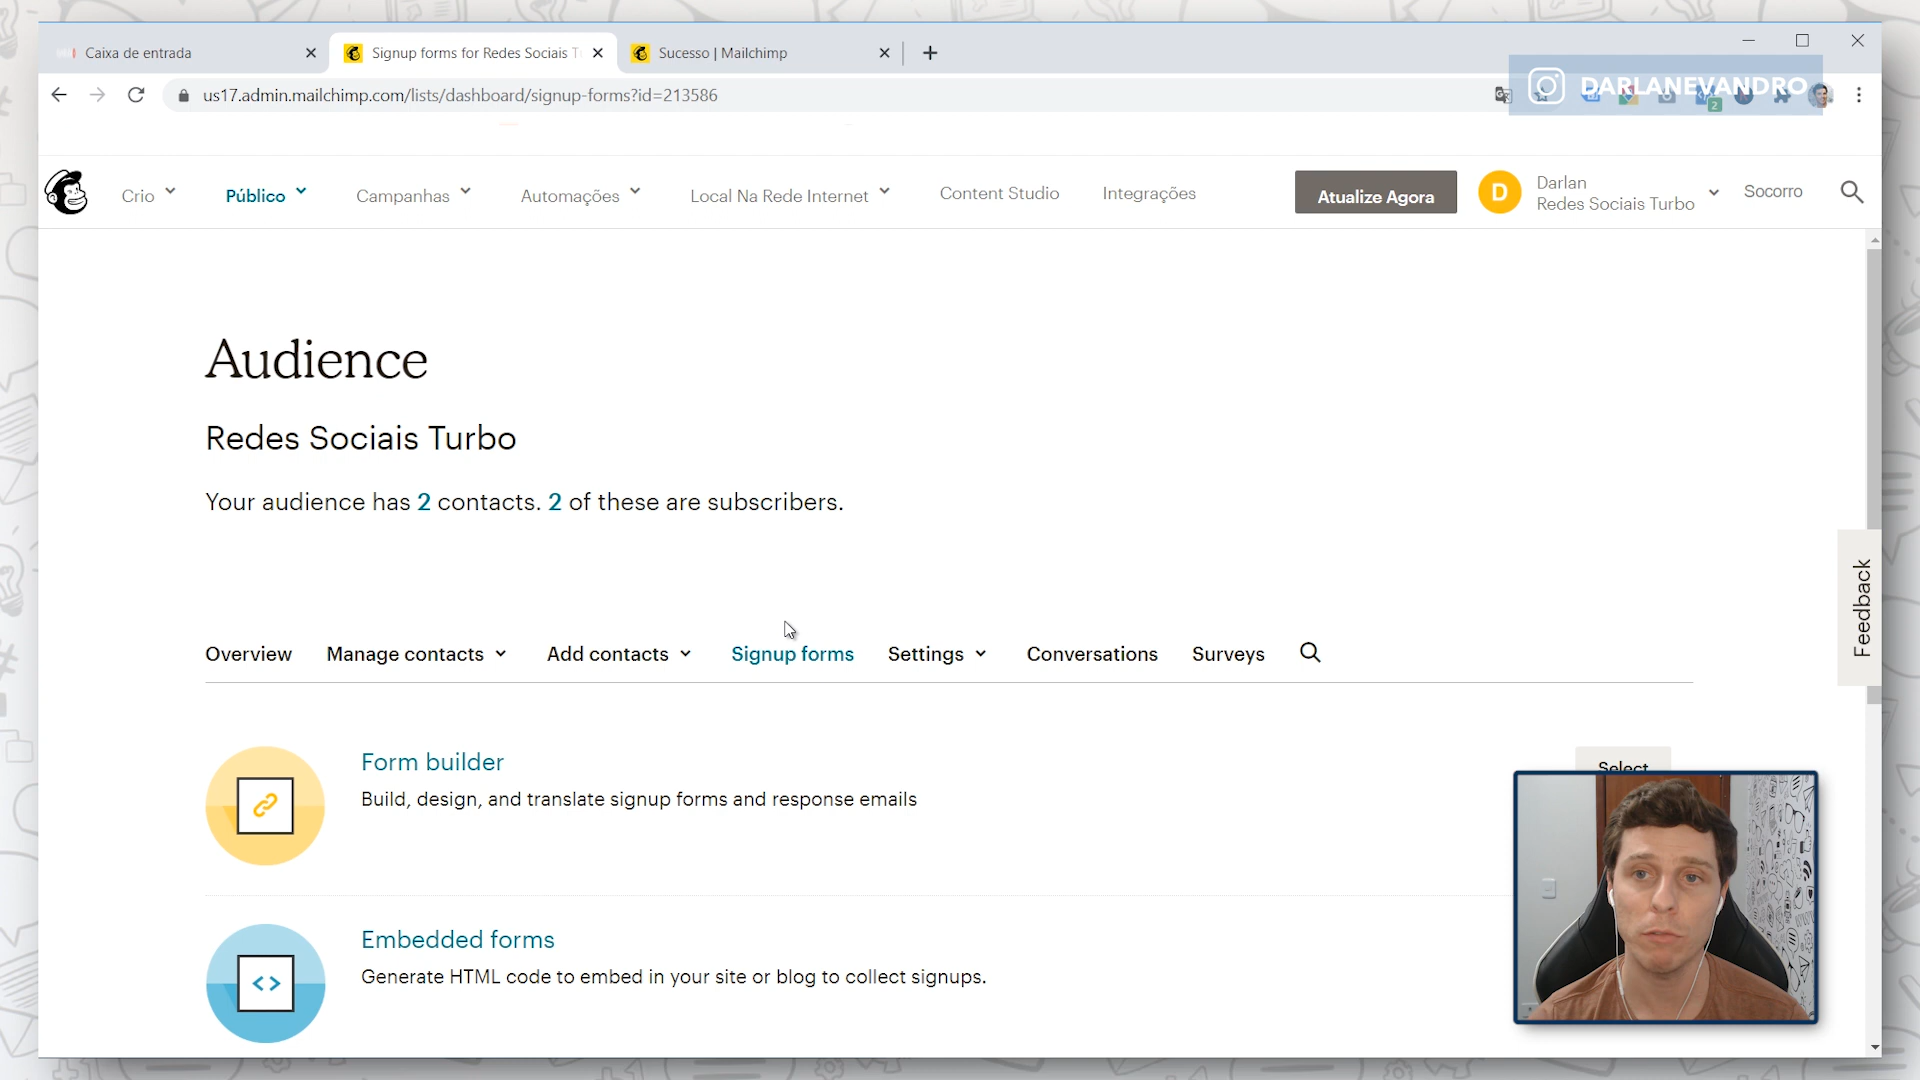 Caixa de entrada
Signup forms for Redes Sociais T
Sucesso | Mailchimp
us17.admin.mailchimp.com/lists/dashboard/signup-forms?id=213586
DARLANEVANDRO
2
Crio
Público
Campanhas
Automações
Local Na Rede Internet
Content Studio
Integrações
Atualize Agora
D
Darlan
Redes Sociais Turbo
Socorro
Audience
Redes Sociais Turbo
Your audience has 2 contacts. 2 of these are subscribers.
Feedback
Overview
Manage contacts
Add contacts
Signup forms
Settings
Conversations
Surveys
Form builder
Build, design, and translate signup forms and response emails
Select
Embedded forms
Generate HTML code to embed in your site or blog to collect signups.